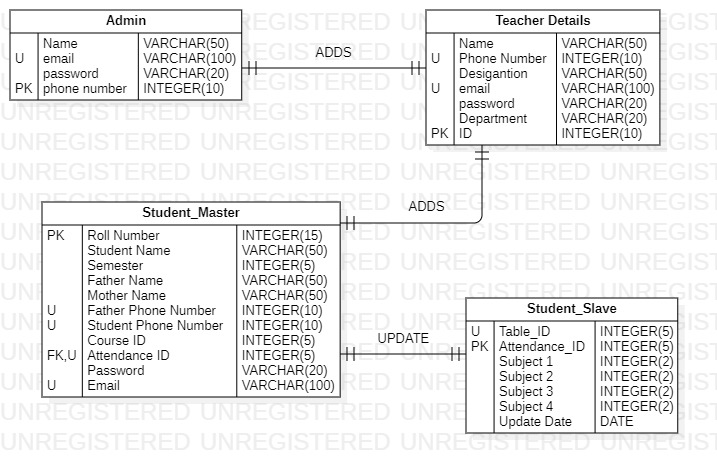 Admin
Name VARCHAR(50)
U email VARCHAR(100)
password VARCHAR(20)
PK phone number INTEGER(10)
ADDS
Teacher Details
Name VARCHAR(50)
U Phone Number INTEGER(10)
Desigantion VARCHAR(50)
U email VARCHAR(100)
password VARCHAR(20)
Department VARCHAR(20)
PK ID INTEGER(10)
ADDS
Student_Master
PK Roll Number INTEGER(15)
Student Name VARCHAR(50)
Semester INTEGER(5)
Father Name VARCHAR(50)
Mother Name VARCHAR(50)
U Father Phone Number INTEGER(10)
U Student Phone Number INTEGER(10)
Course ID INTEGER(5)
FK,U Attendance ID INTEGER(5)
Password VARCHAR(20)
U Email VARCHAR(100)
UPDATE
Student_Slave
U Table_ID INTEGER(5)
PK Attendance_ID INTEGER(5)
Subject 1 INTEGER(2)
Subject 2 INTEGER(2)
Subject 3 INTEGER(2)
Subject 4 INTEGER(2)
Update Date DATE
UNREGISTERED